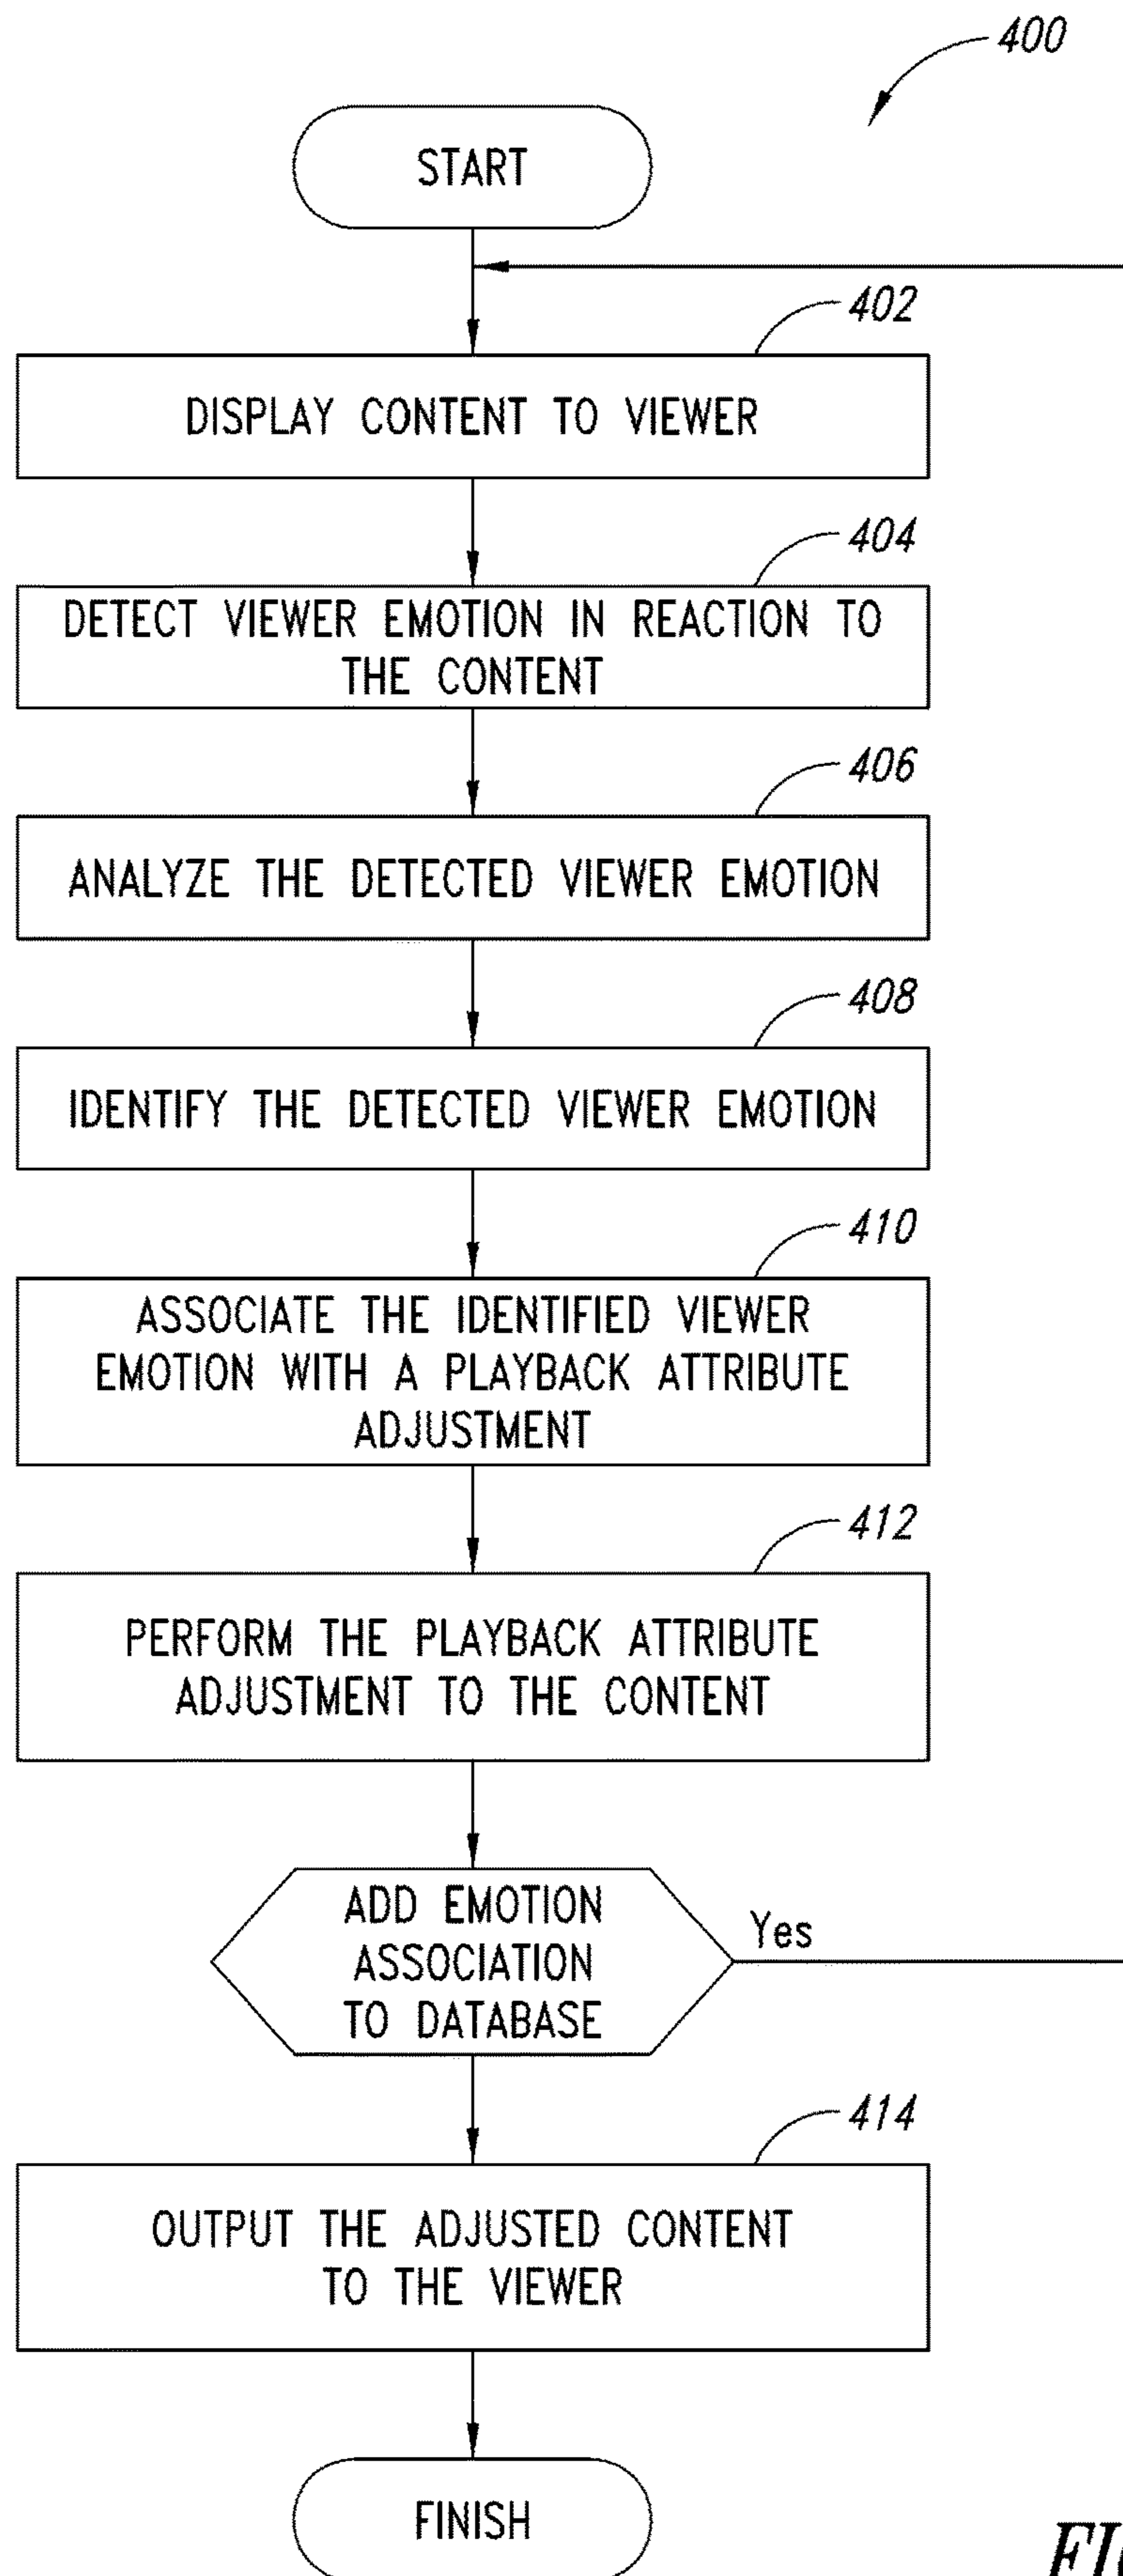 400
START
402
DISPLAY CONTENT TO VIEWER
404
DETECT VIEWER EMOTION IN REACTION TO
THE CONTENT
406
ANALYZE THE DETECTED VIEWER EMOTION
408
IDENTIFY THE DETECTED VIEWER EMOTION
410
ASSOCIATE THE IDENTIFIED VIEWER
EMOTION WITH A PLAYBACK ATTRIBUTE
ADJUSTMENT
412
PERFORM THE PLAYBACK ATTRIBUTE
ADJUSTMENT TO THE CONTENT
ADD EMOTION
ASSOCIATION
TO DATABASE
Yes
414
OUTPUT THE ADJUSTED CONTENT
TO THE VIEWER
FINISH